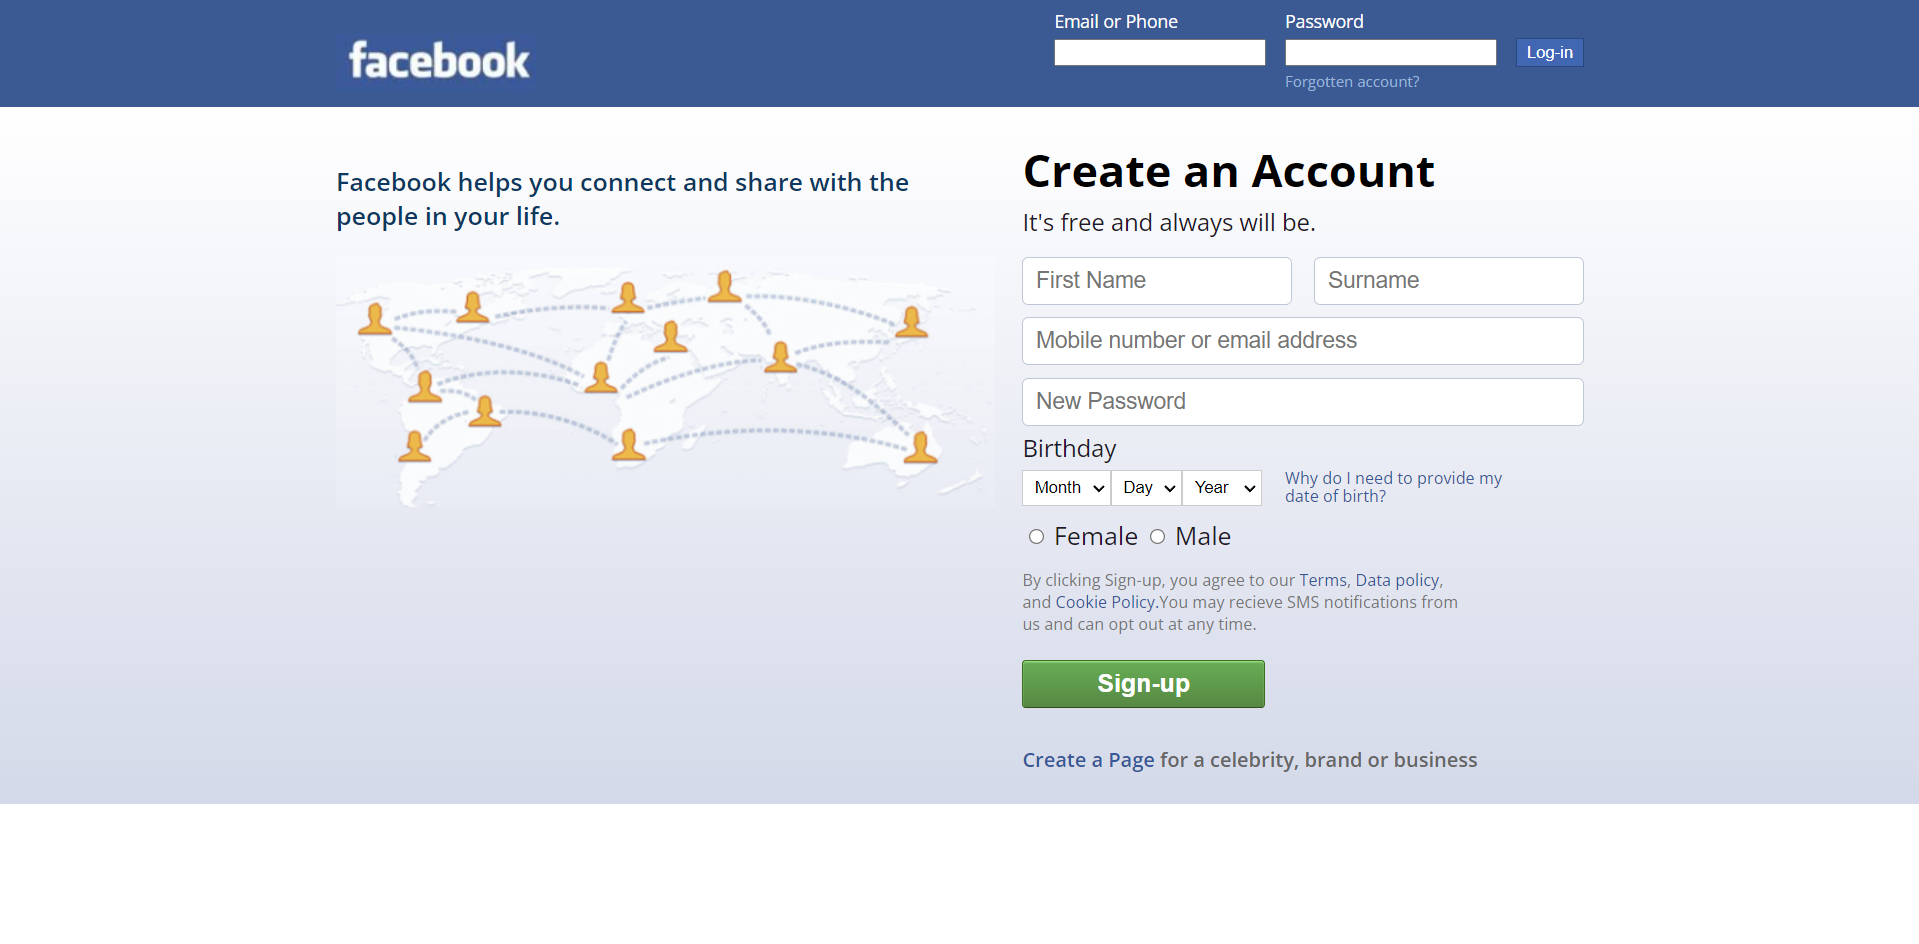 Email or Phone
Password
facebook
Log-in
Forgotten account?
Facebook helps you connect and share with the
people in your life.
Create an Account
It's free and always will be.
First Name
Surname
Mobile number or email address
New Password
Birthday
Month
Day
Year
Why do I need to provide my
date of birth?
Female
Male
By clicking Sign-up, you agree to our Terms, Data policy,
and Cookie Policy.You may recieve SMS notifications from
us and can opt out at any time.
Sign-up
Create a Page for a celebrity, brand or business